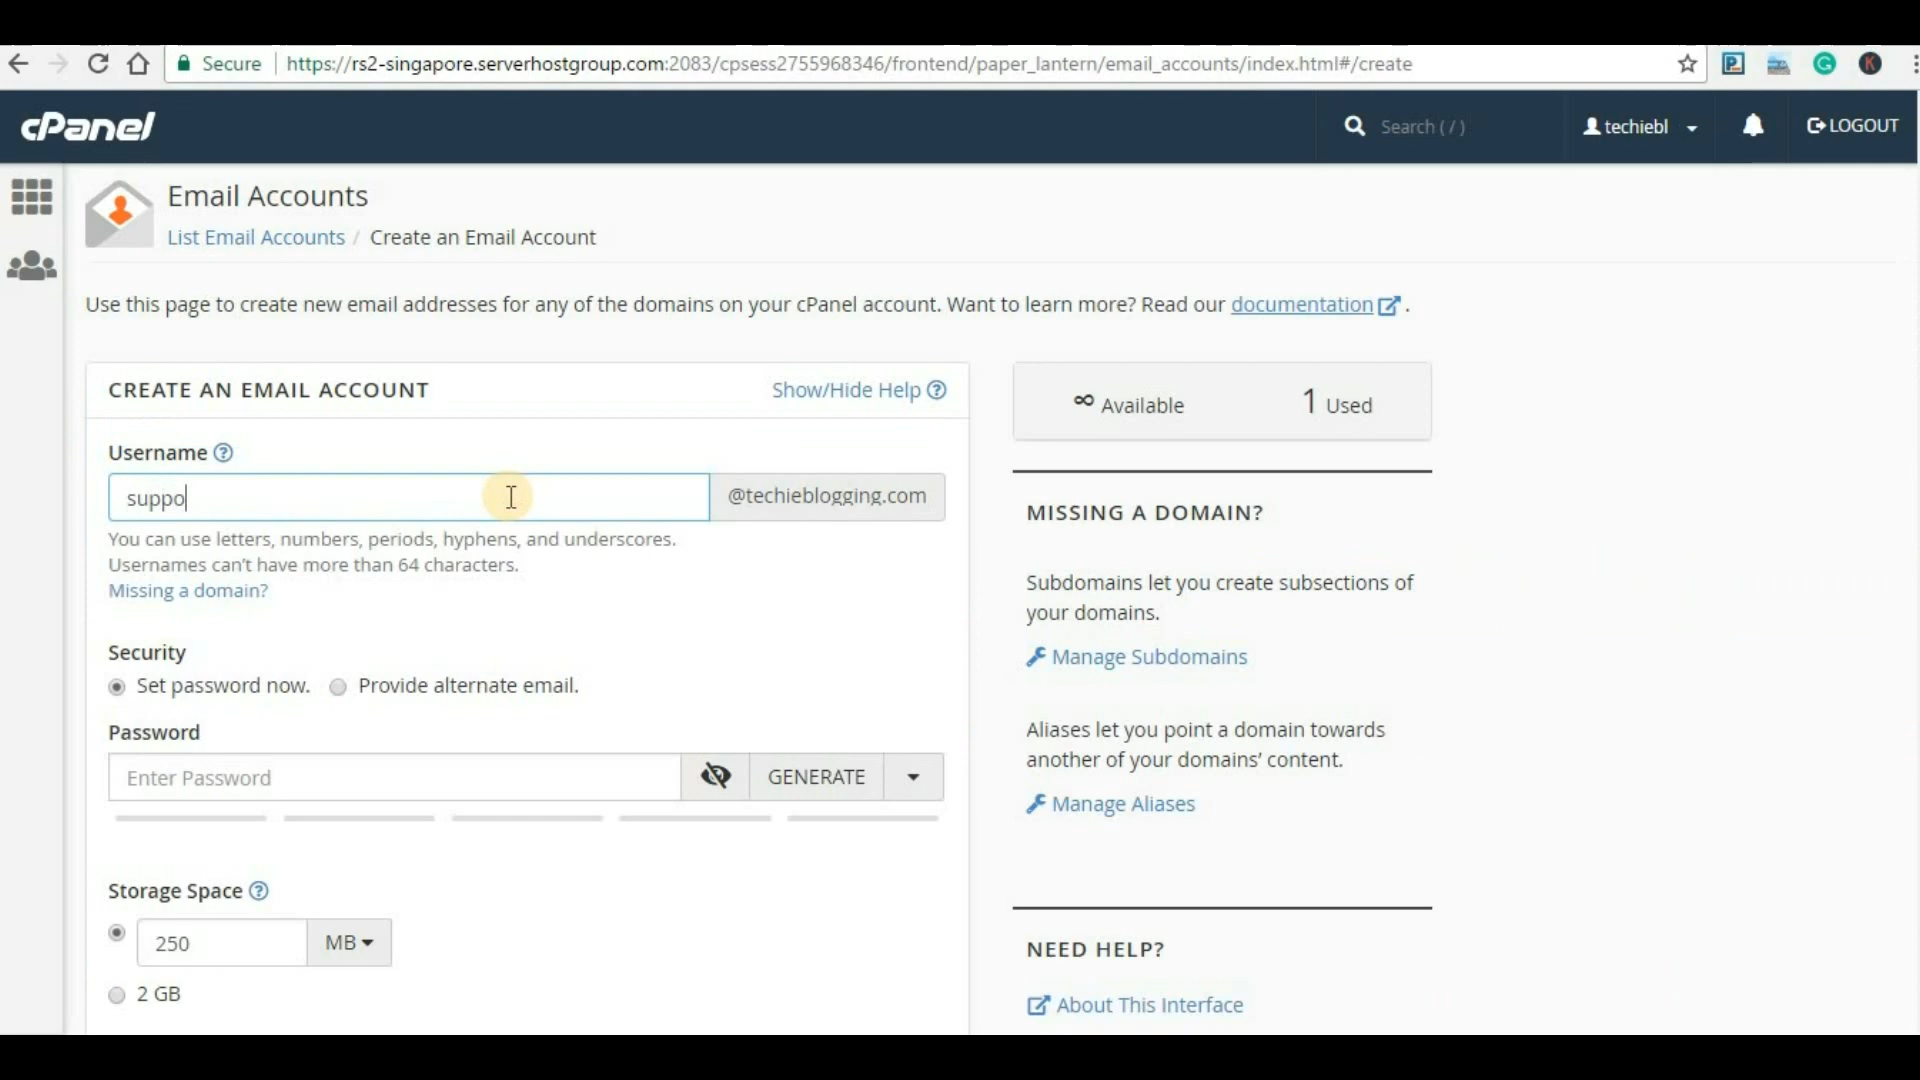 Secure https://rs2-singapore.serverhostgroup.com:2083/cpsess2755968346/frontend/paper_lantern/email_accounts/index.html#/create
cPanel Search ( / ) techiebl LOGOUT
Email Accounts
List Email Accounts / Create an Email Account
Use this page to create new email addresses for any of the domains on your cPanel account. Want to learn more? Read our documentation .
CREATE AN EMAIL ACCOUNT Show/Hide Help
Username
suppo @techieblogging.com
You can use letters, numbers, periods, hyphens, and underscores.
Usernames can't have more than 64 characters.
Missing a domain?
Security
Set password now. Provide alternate email.
Password
Enter Password GENERATE
Storage Space
250 MB
2 GB
∞ Available 1 Used
MISSING A DOMAIN?
Subdomains let you create subsections of
your domains.
Manage Subdomains
Aliases let you point a domain towards
another of your domains' content.
Manage Aliases
NEED HELP?
About This Interface